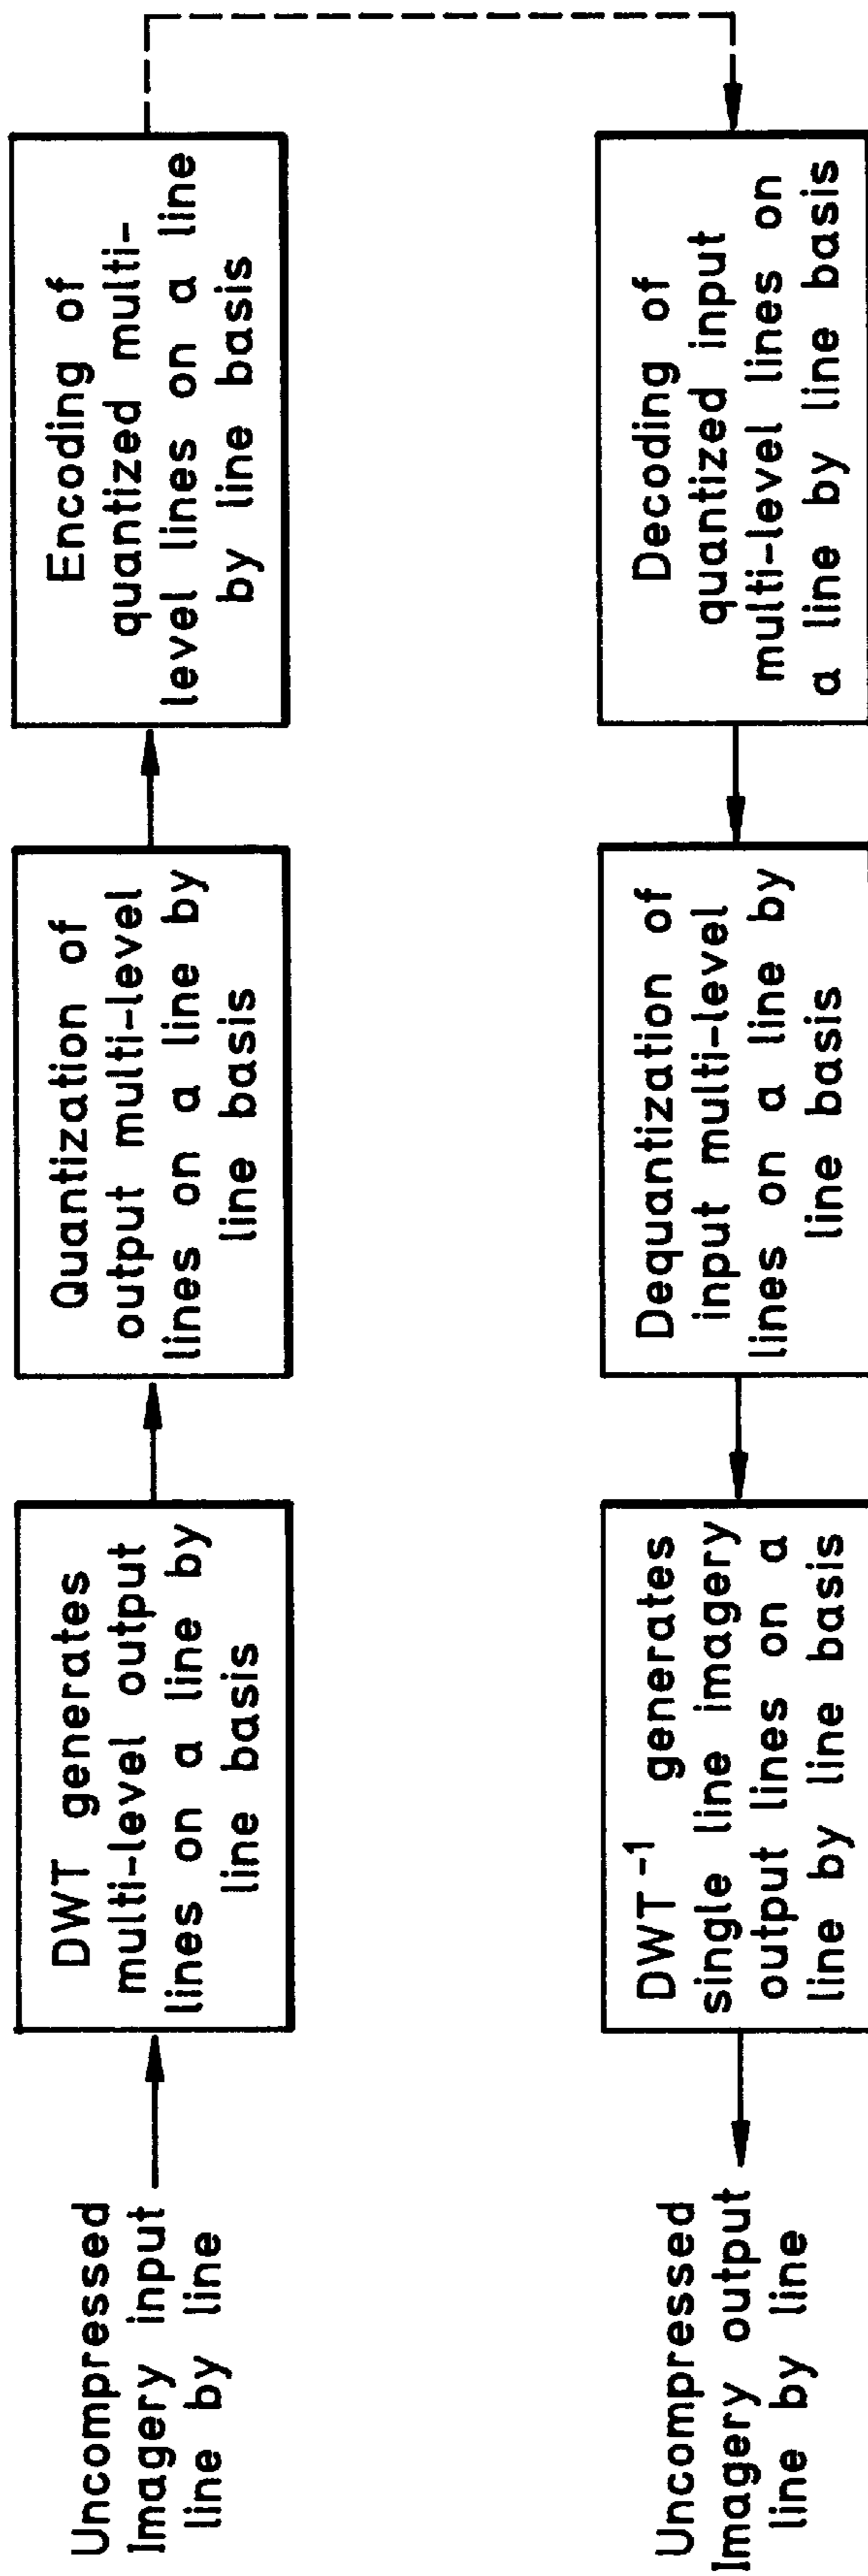 Uncompressed
Imagery input
line by line
DWT generates
multi-level output
lines on a line by
line basis
Quantization of
output multi-level
lines on a line by
line basis
Encoding of
quantized multi-
level lines on a line
by line basis
Decoding of
quantized input
multi-level lines on
a line by line basis
Dequantization of
input multi-level
lines on a line by
line basis
DWT⁻¹ generates
single line imagery
output lines on a
line by line basis
Uncompressed
Imagery output
line by line